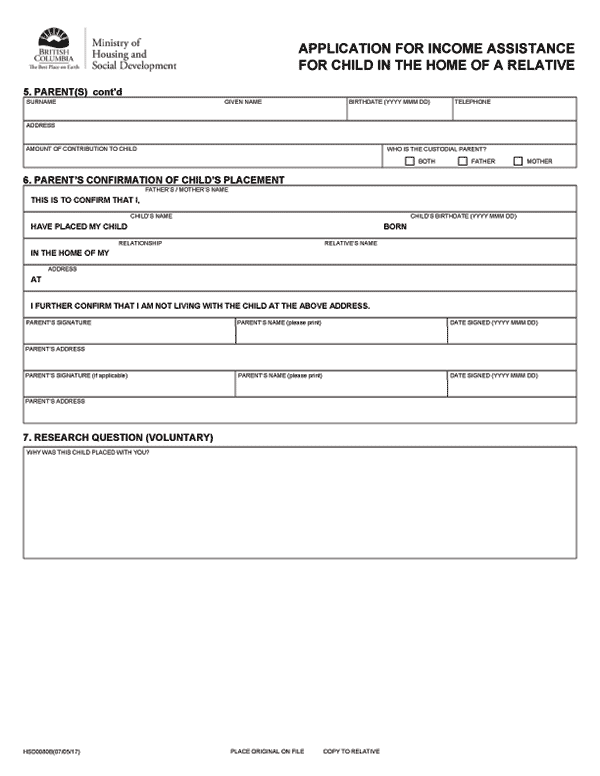 BRITISH
COLUMBIA
The Best Place on Earth
Ministry of
Housing and
Social Development
APPLICATION FOR INCOME ASSISTANCE
FOR CHILD IN THE HOME OF A RELATIVE
5. PARENT(S) cont'd
SURNAME GIVEN NAME BIRTHDATE (YYYY MMM DD) TELEPHONE
ADDRESS
AMOUNT OF CONTRIBUTION TO CHILD WHO IS THE CUSTODIAL PARENT?
BOTH FATHER MOTHER
6. PARENT'S CONFIRMATION OF CHILD'S PLACEMENT
FATHER'S / MOTHER'S NAME
THIS IS TO CONFIRM THAT I,
CHILD'S NAME CHILD'S BIRTHDATE (YYYY MMM DD)
HAVE PLACED MY CHILD BORN
RELATIONSHIP RELATIVE'S NAME
IN THE HOME OF MY
ADDRESS
AT
I FURTHER CONFIRM THAT I AM NOT LIVING WITH THE CHILD AT THE ABOVE ADDRESS.
PARENT'S SIGNATURE PARENT'S NAME (please print) DATE SIGNED (YYYY MMM DD)
PARENT'S ADDRESS
PARENT'S SIGNATURE (if applicable) PARENT'S NAME (please print) DATE SIGNED (YYYY MMM DD)
PARENT'S ADDRESS
7. RESEARCH QUESTION (VOLUNTARY)
WHY WAS THIS CHILD PLACED WITH YOU?
HSD0080B(07/05/17) PLACE ORIGINAL ON FILE COPY TO RELATIVE